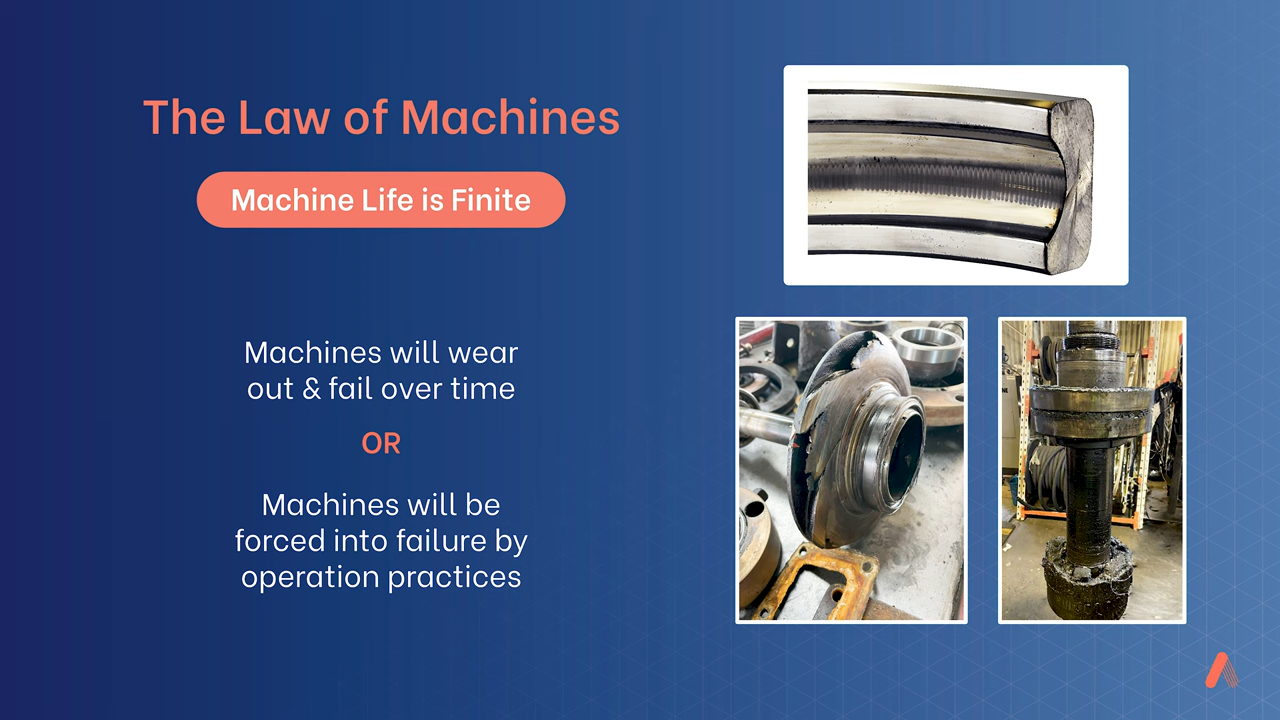 The Law of Machines
Machine Life is Finite
Machines will wear
out & fail over time
OR
Machines will be
forced into failure by
operation practices